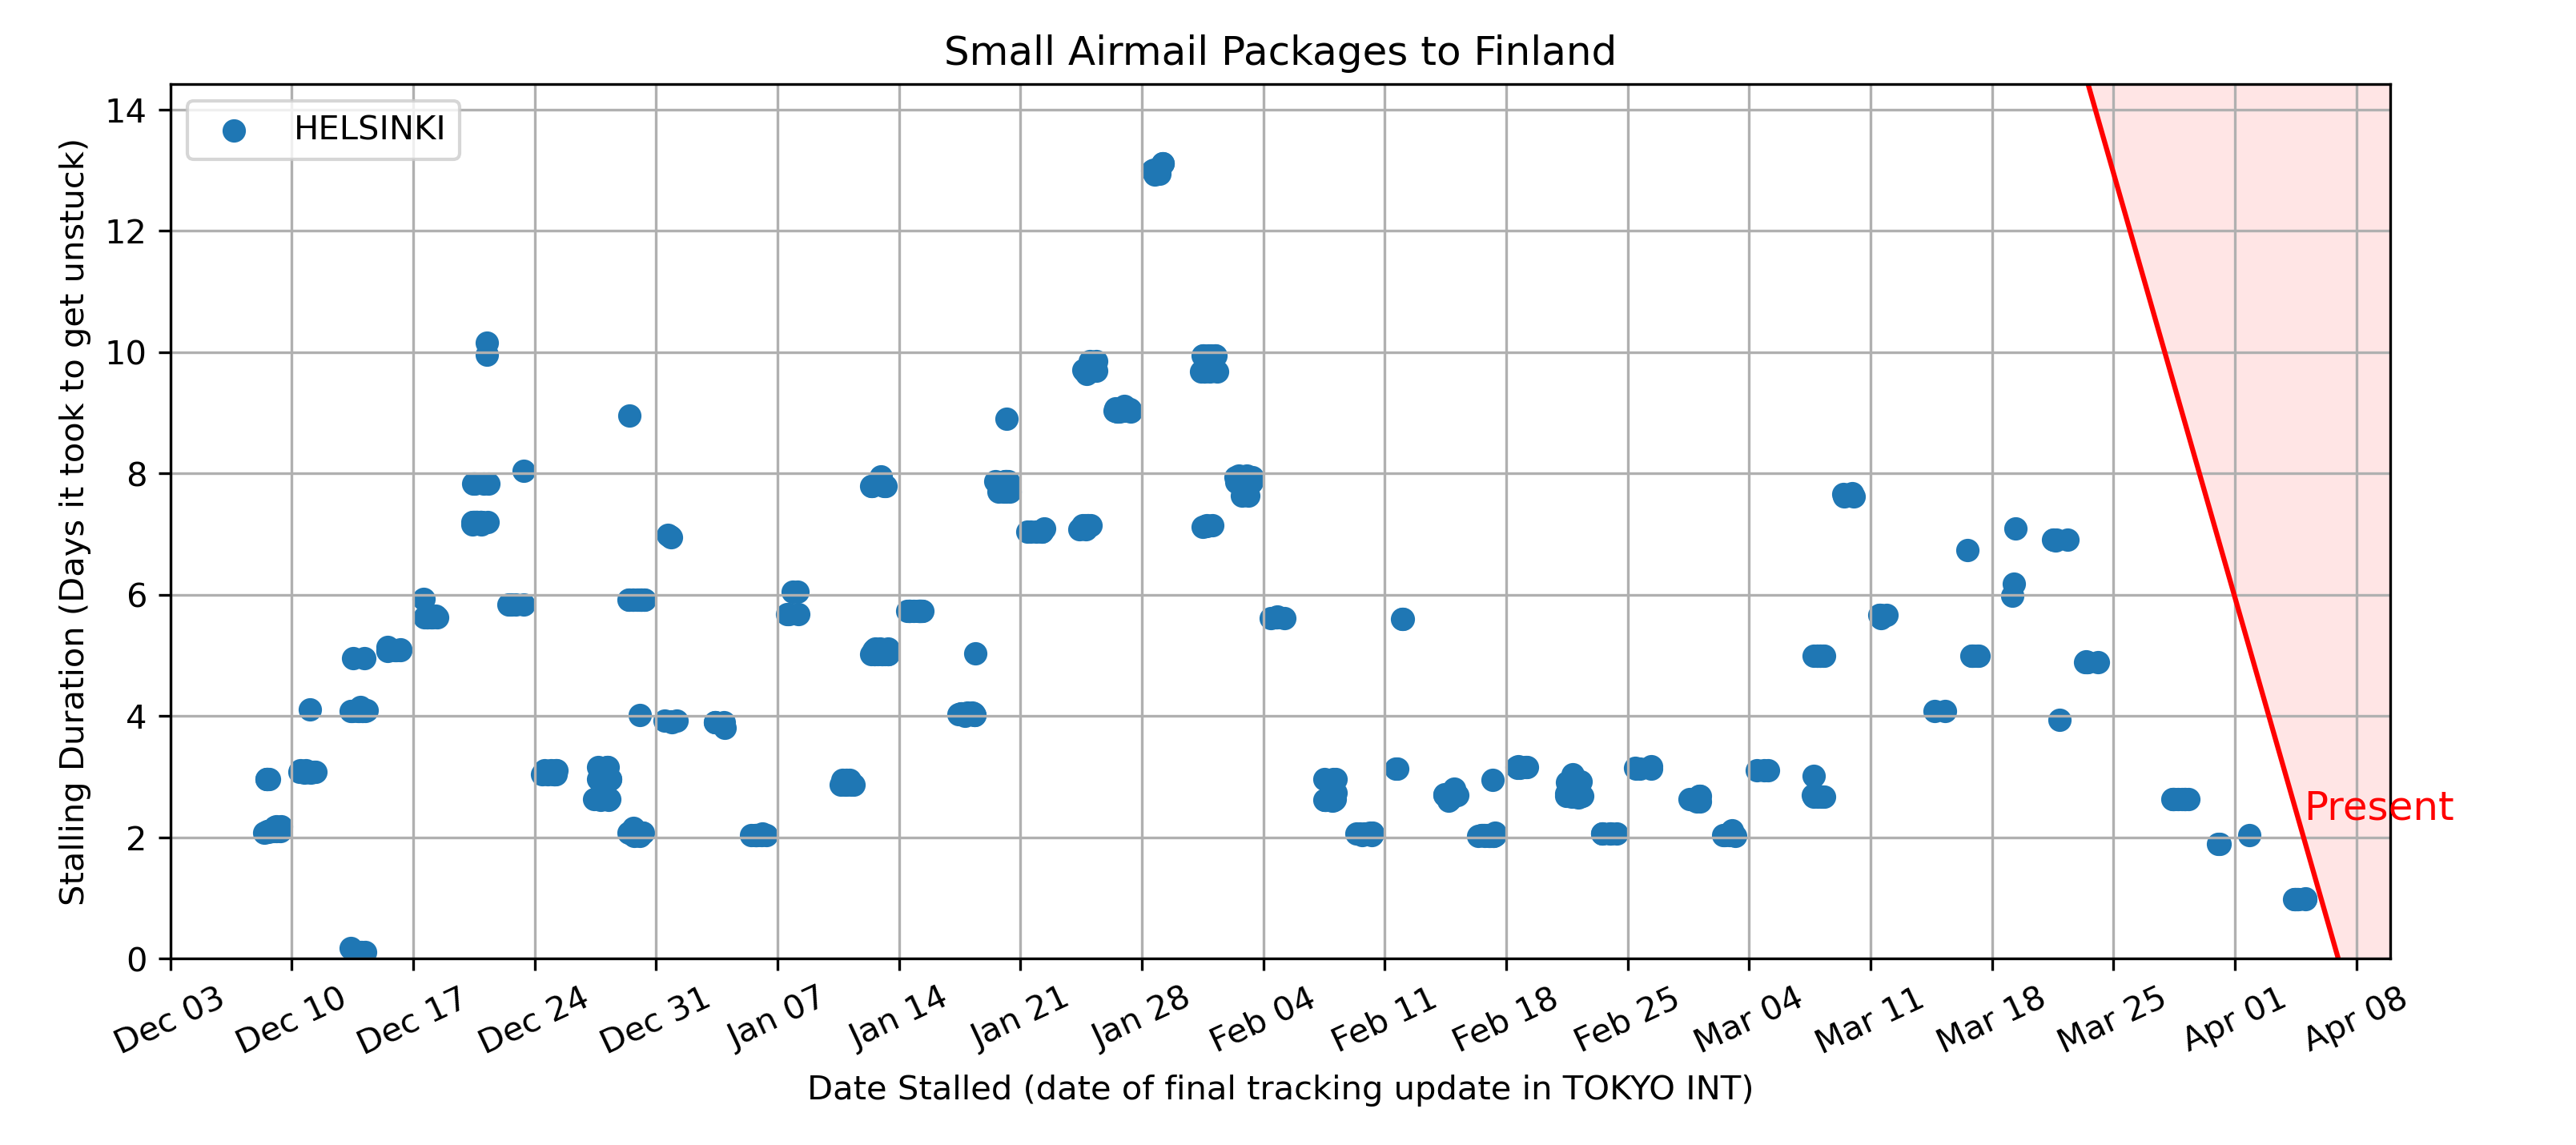 Small Airmail Packages to Finland
HELSINKI
Stalling Duration (Days it took to get unstuck)
14
12
10
8
6
4
2
0
Present
Dec 03
Dec 10
Dec 17
Dec 24
Dec 31
Jan 07
Jan 14
Jan 21
Jan 28
Feb 04
Feb 11
Feb 18
Feb 25
Mar 04
Mar 11
Mar 18
Mar 25
Apr 01
Apr 08
Date Stalled (date of final tracking update in TOKYO INT)